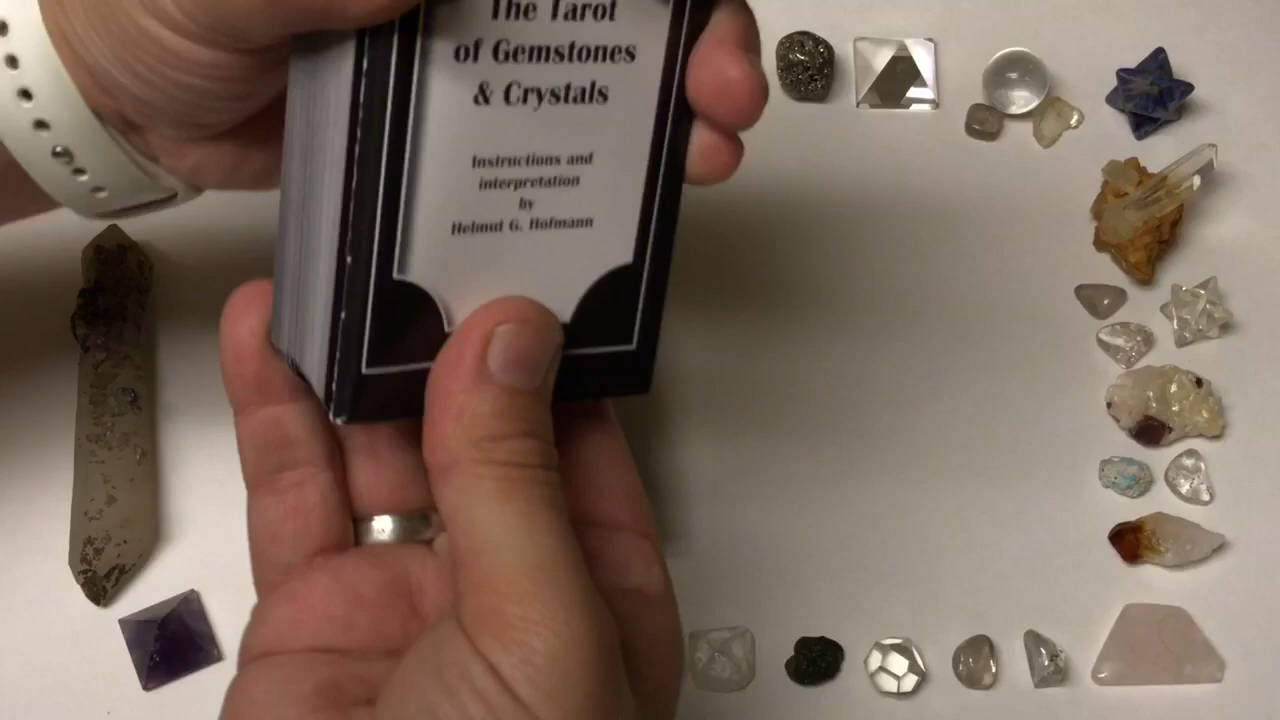 The Tarot
of Gemstones
& Crystals
Instructions and
interpretation
by
Helmut G. Hofmann